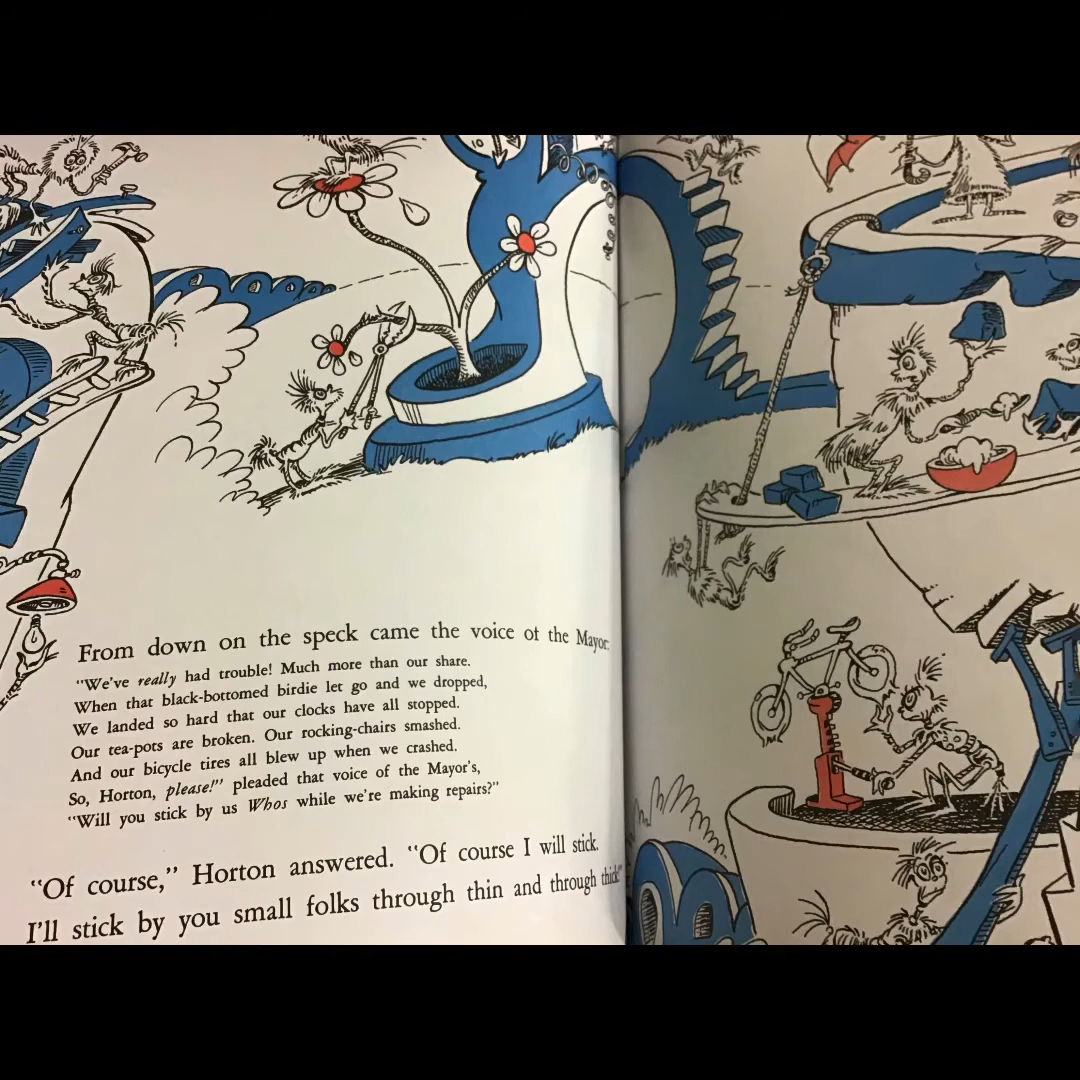 From down on the speck came the voice of the Mayor:
"We've really had trouble! Much more than our share.
When that black-bottomed birdie let go and we dropped,
We landed so hard that our clocks have all stopped.
Our tea-pots are broken. Our rocking-chairs smashed.
And our bicycle tires all blew up when we crashed.
So, Horton, please!" pleaded that voice of the Mayor's,
"Will you stick by us Whos while we're making repairs?"
"Of course," Horton answered. "Of course I will stick.
I'll stick by you small folks through thin and through thick!"